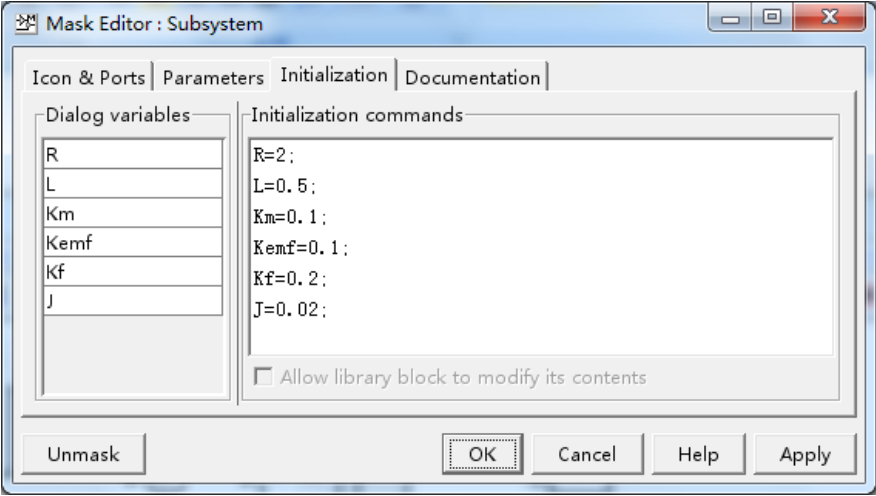 Mask Editor : Subsystem
Icon & Ports Parameters Initialization Documentation
Dialog variables
R
L
Km
Kemf
Kf
J
Initialization commands
R=2;
L=0.5;
Km=0.1;
Kemf=0.1;
Kf=0.2;
J=0.02;
Allow library block to modify its contents
Unmask OK Cancel Help Apply